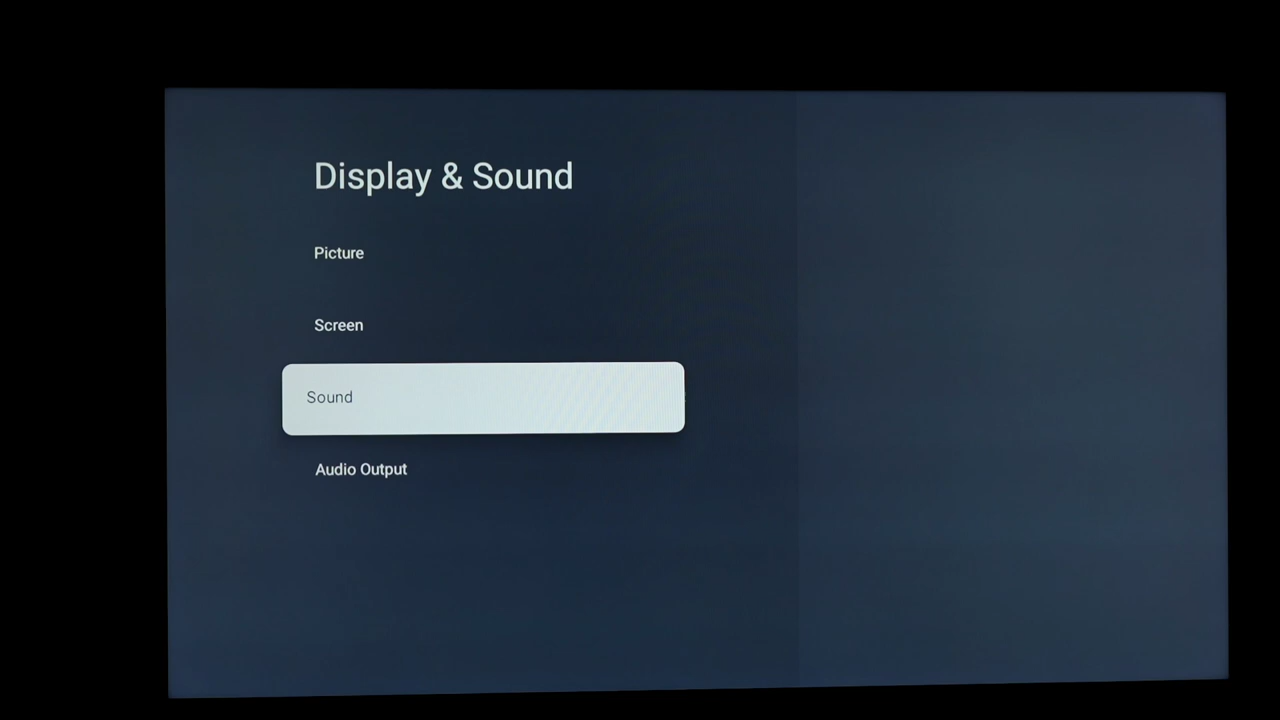 Display & Sound
Picture
Screen
Sound
Audio Output